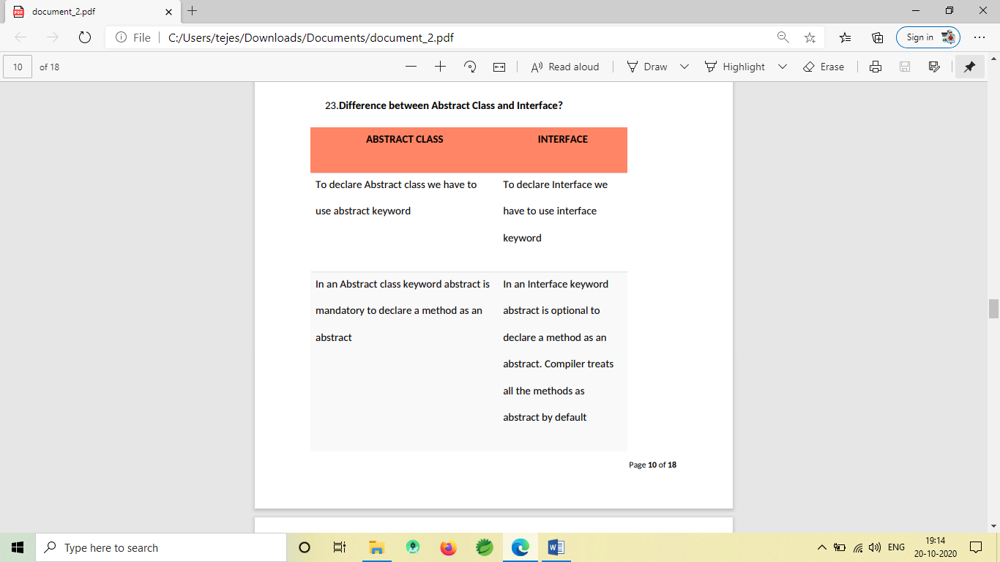 document_2.pdf
File
C:/Users/tejes/Downloads/Documents/document_2.pdf
Sign in
10 of 18
Read aloud
Draw
Highlight
Erase
23.Difference between Abstract Class and Interface?
ABSTRACT CLASS
INTERFACE
To declare Abstract class we have to
use abstract keyword
To declare Interface we
have to use interface
keyword
In an Abstract class keyword abstract is
mandatory to declare a method as an
abstract
In an Interface keyword
abstract is optional to
declare a method as an
abstract. Compiler treats
all the methods as
abstract by default
Page 10 of 18
Type here to search
ENG
19:14
20-10-2020